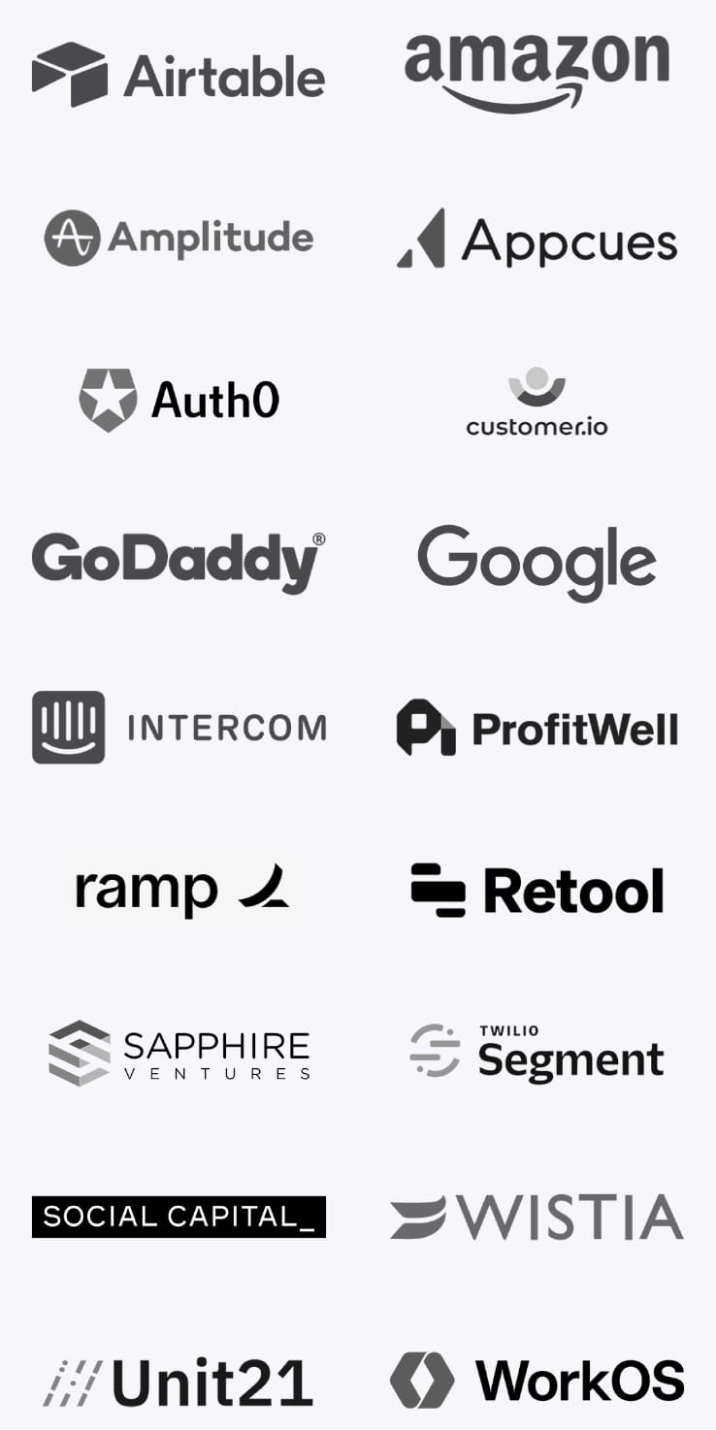 Airtable
amazon
Amplitude
Appcues
Auth0
customer.io
GoDaddy®
Google
INTERCOM
ProfitWell
ramp
Retool
SAPPHIRE
VENTURES
TWILIO
Segment
SOCIAL CAPITAL_
WISTIA
Unit21
WorkOS